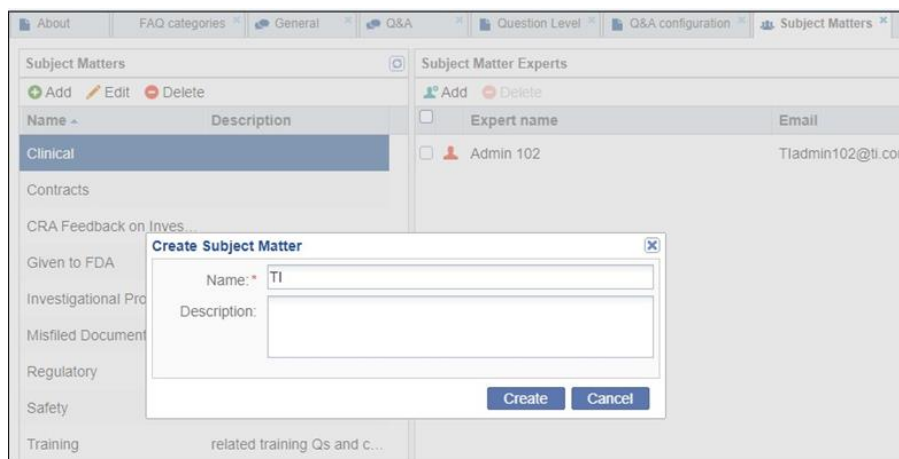 About FAQ categories General Q&A Question Level Q&A configuration Subject Matters
Subject Matters
Add Edit Delete
Name Description
Clinical
Contracts
CRA Feedback on Inves...
Given to FDA
Investigational Pro
Misfiled Document
Regulatory
Safety
Training related training Qs and c...
Subject Matter Experts
Add Delete
Expert name Email
Admin 102 TIadmin102@ti.co
Create Subject Matter
Name:* TI
Description:
Create Cancel